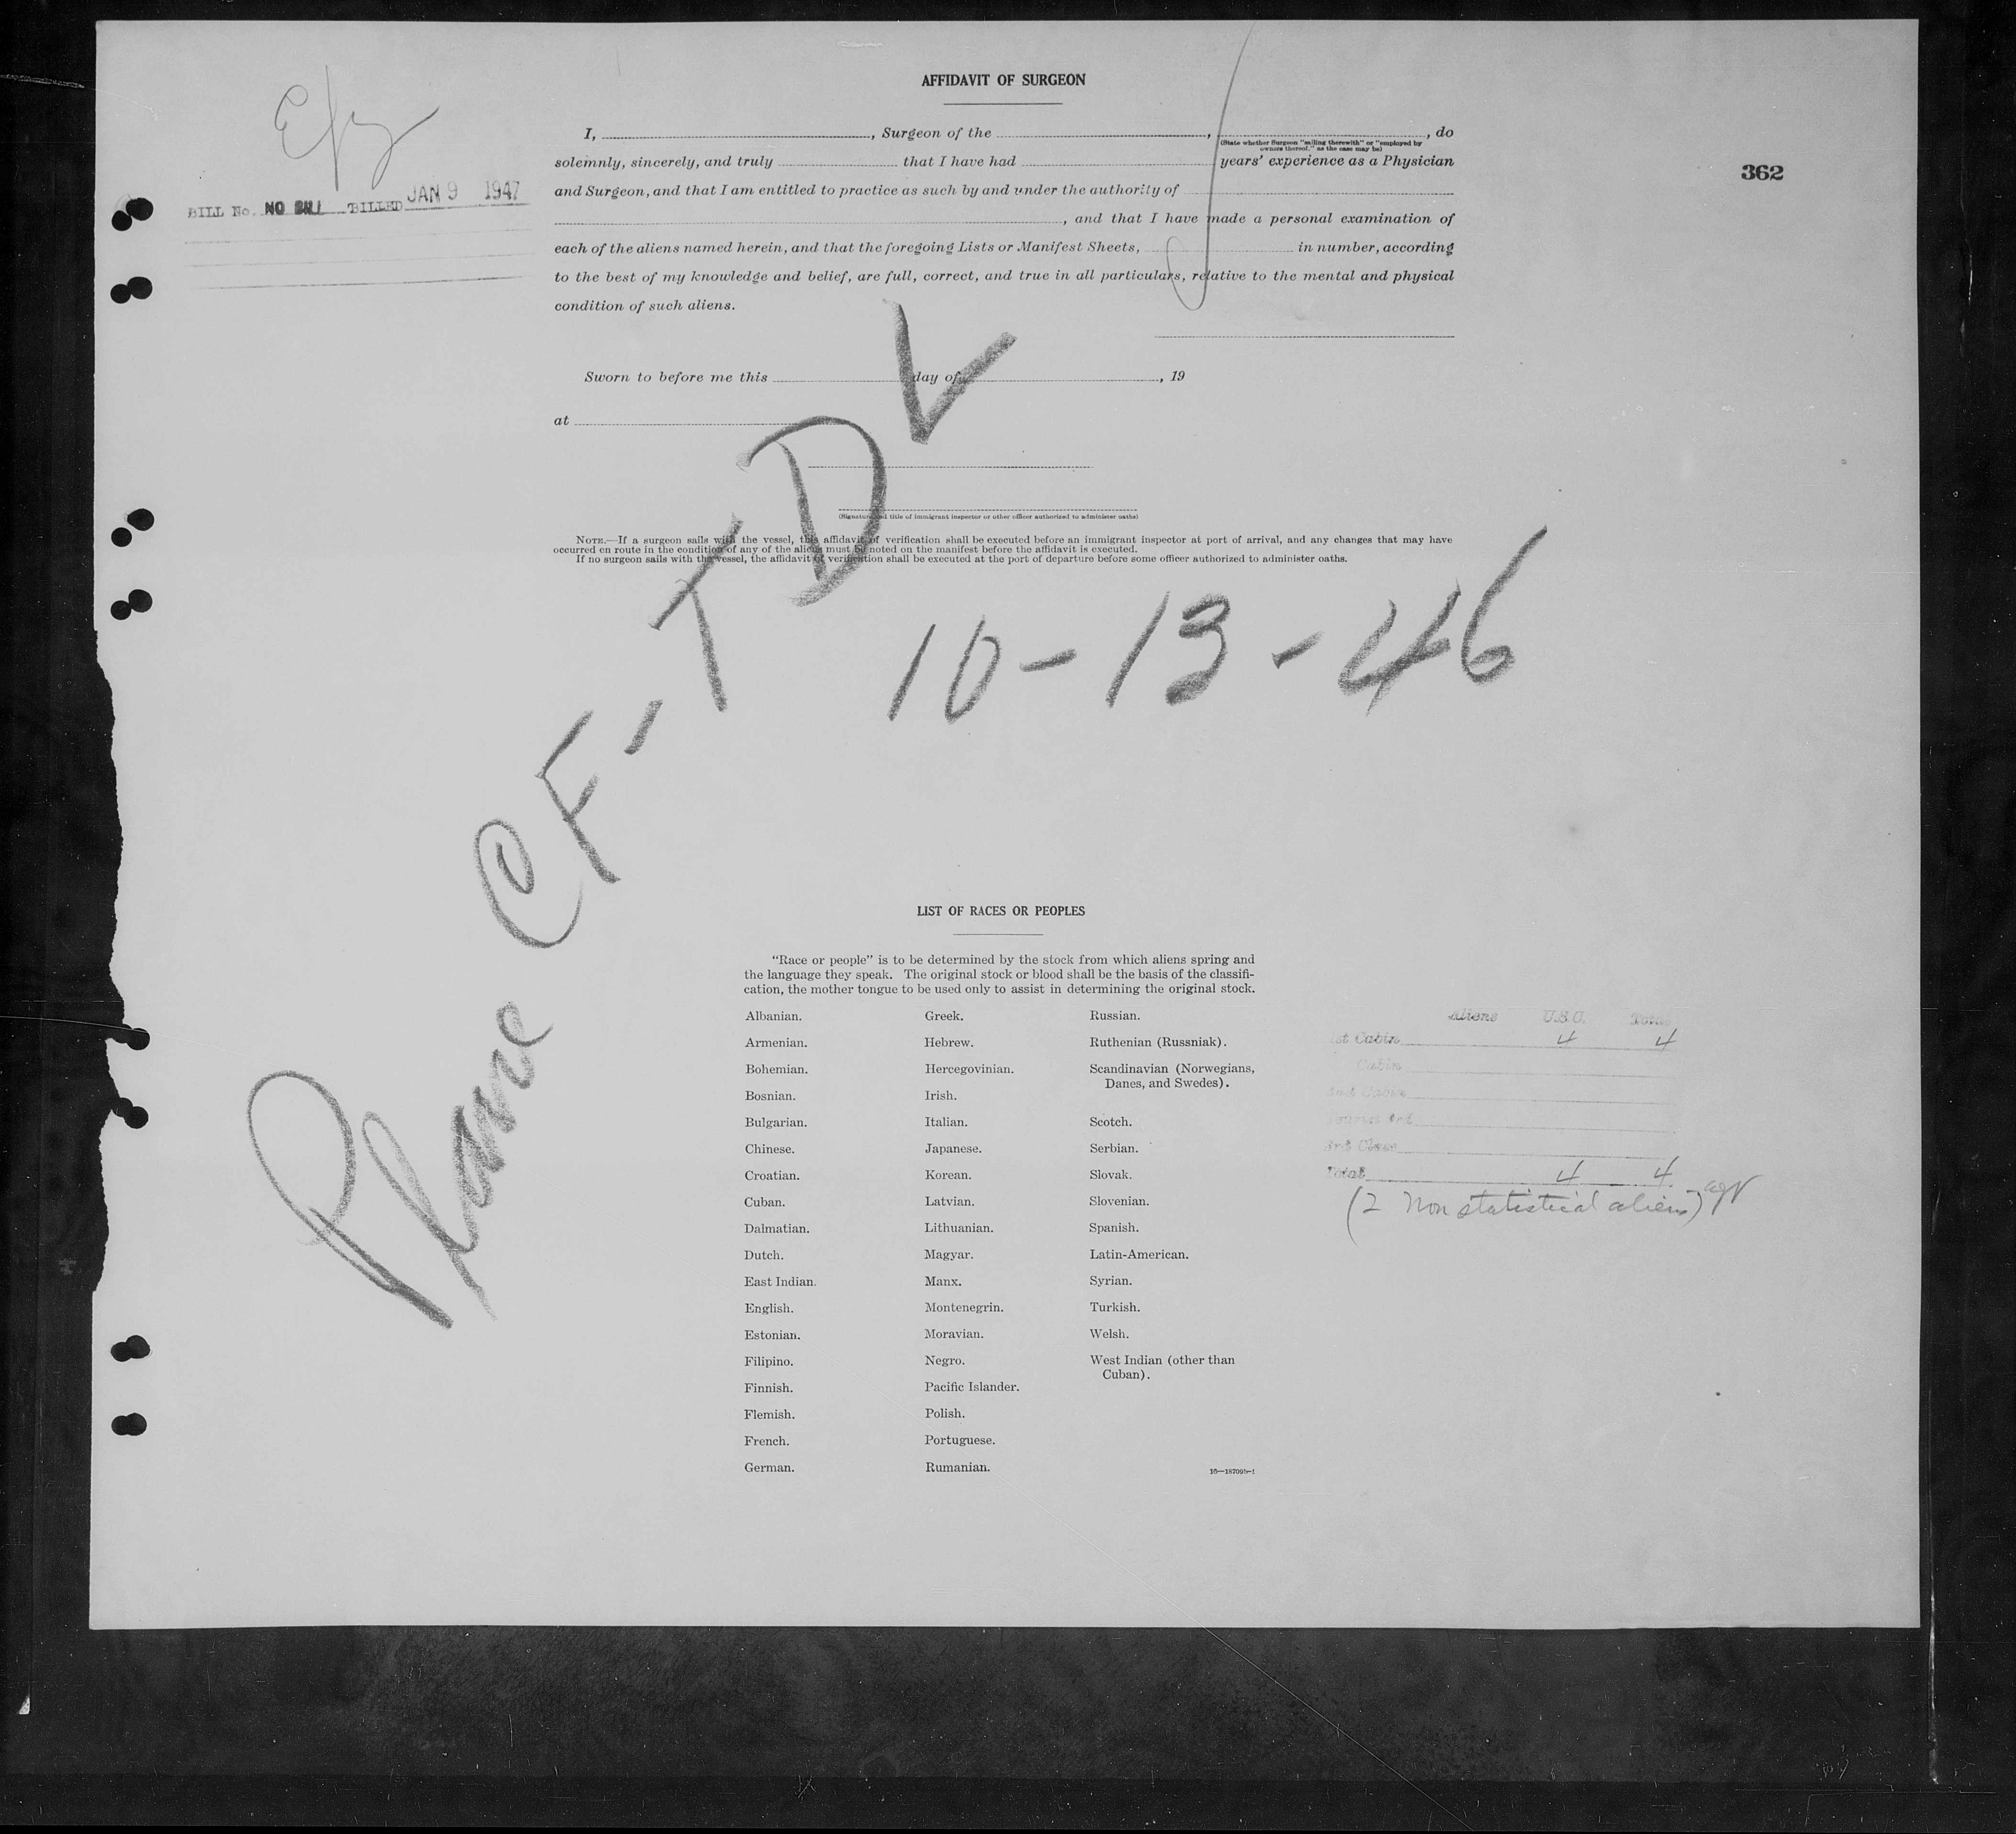 AFFIDAVIT OF SURGEON
I, , Surgeon of the , , do
(State whether Surgeon "sailing therewith" or "employed by
owners thereof," as the case may be)
solemnly, sincerely, and truly that I have had years' experience as a Physician
and Surgeon, and that I am entitled to practice as such by and under the authority of
, and that I have made a personal examination of
each of the aliens named herein, and that the foregoing Lists or Manifest Sheets, in number, according
to the best of my knowledge and belief, are full, correct, and true in all particulars, relative to the mental and physical
condition of such aliens.
362
BILL No. NO BILL BILLED JAN 9 1947
Sworn to before me this day of , 19
at
(Signature and title of immigrant inspector or other officer authorized to administer oaths)
NOTE.—If a surgeon sails with the vessel, the affidavit of verification shall be executed before an immigrant inspector at port of arrival, and any changes that may have
occurred en route in the condition of any of the aliens must be noted on the manifest before the affidavit is executed.
If no surgeon sails with the vessel, the affidavit of verification shall be executed at the port of departure before some officer authorized to administer oaths.
Plane CF-TDL
10-13-46
LIST OF RACES OR PEOPLES
"Race or people" is to be determined by the stock from which aliens spring and
the language they speak. The original stock or blood shall be the basis of the classifi-
cation, the mother tongue to be used only to assist in determining the original stock.
Albanian.
Armenian.
Bohemian.
Bosnian.
Bulgarian.
Chinese.
Croatian.
Cuban.
Dalmatian.
Dutch.
East Indian.
English.
Estonian.
Filipino.
Finnish.
Flemish.
French.
German.
Greek.
Hebrew.
Hercegovinian.
Irish.
Italian.
Japanese.
Korean.
Latvian.
Lithuanian.
Magyar.
Manx.
Montenegrin.
Moravian.
Negro.
Pacific Islander.
Polish.
Portuguese.
Rumanian.
Russian.
Ruthenian (Russniak).
Scandinavian (Norwegians,
Danes, and Swedes).
Scotch.
Serbian.
Slovak.
Slovenian.
Spanish.
Latin-American.
Syrian.
Turkish.
Welsh.
West Indian (other than
Cuban).
16—18709b-1
Aliens U.S.C. Total
1st Cabin 4 4
Cabin
2nd Cabin
Tourist 3rd
3rd Class
Total 4 4
(2 Non statistical aliens)